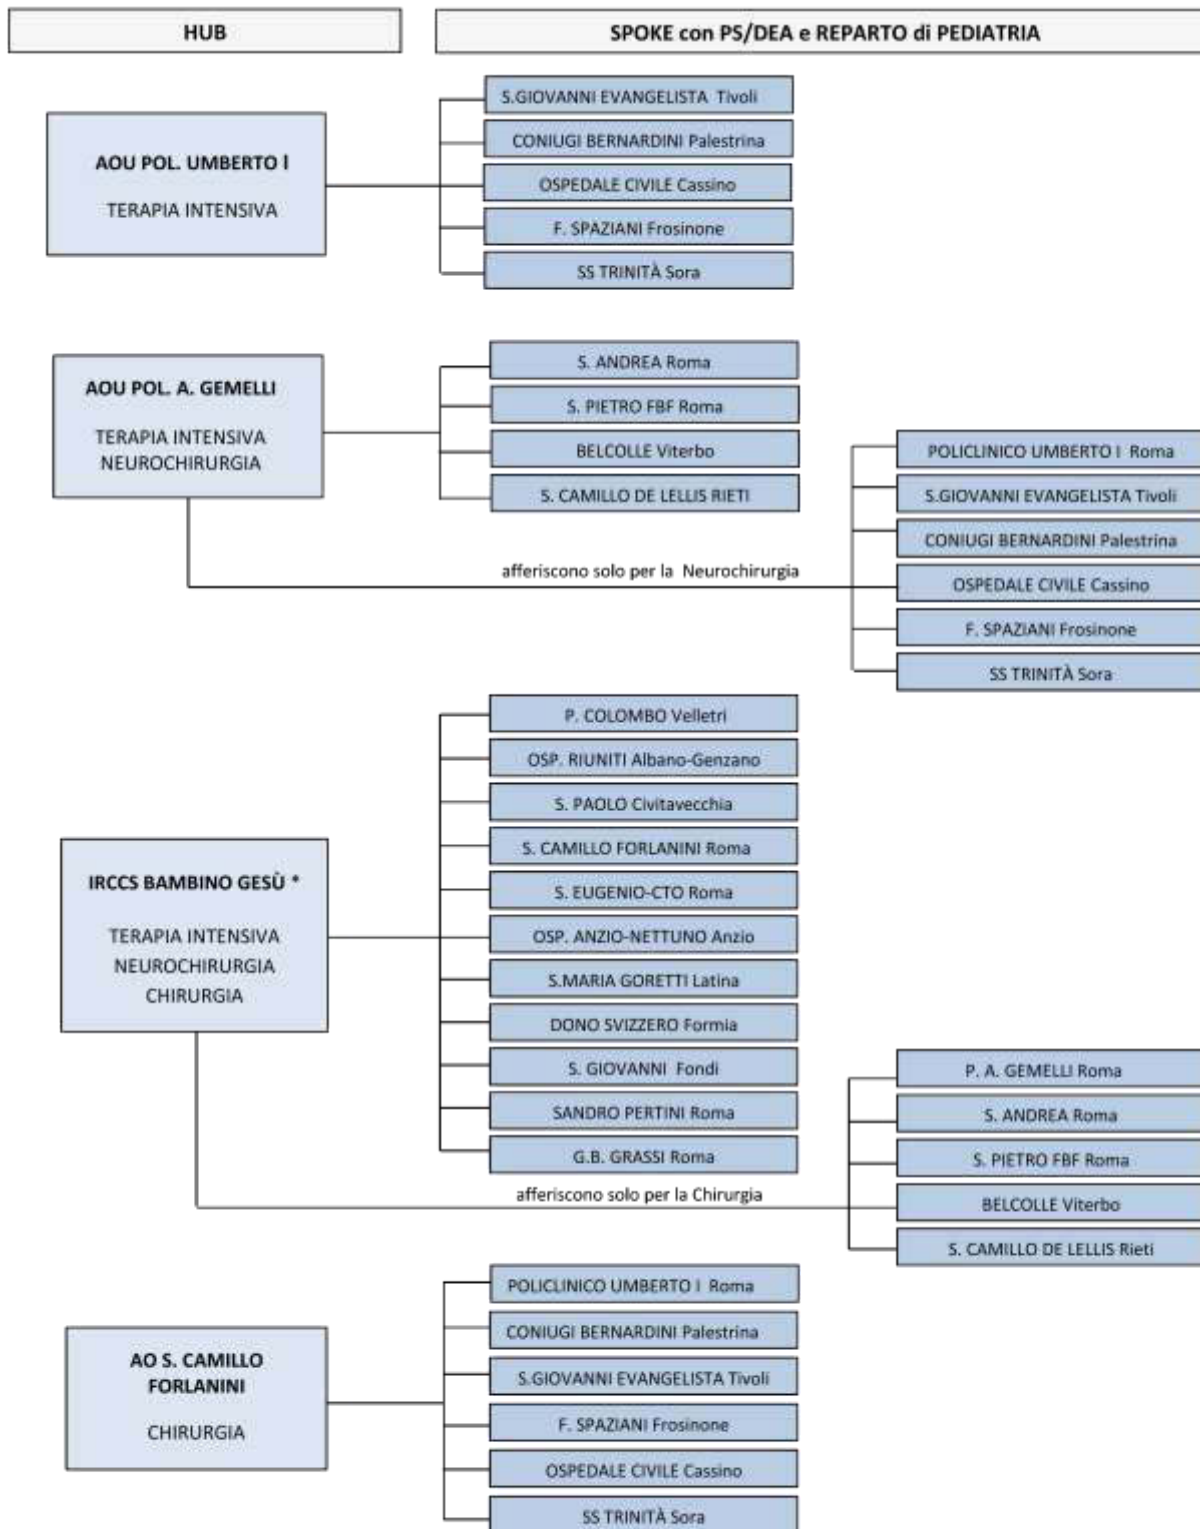 HUB
SPOKE con PS/DEA e REPARTO di PEDIATRIA
AOU POL. UMBERTO I
TERAPIA INTENSIVA
S.GIOVANNI EVANGELISTA Tivoli
CONIUGI BERNARDINI Palestrina
OSPEDALE CIVILE Cassino
F. SPAZIANI Frosinone
SS TRINITÀ Sora
AOU POL. A. GEMELLI
TERAPIA INTENSIVA
NEUROCHIRURGIA
S. ANDREA Roma
S. PIETRO FBF Roma
BELCOLLE Viterbo
S. CAMILLO DE LELLIS RIETI
afferiscono solo per la Neurochirurgia
POLICLINICO UMBERTO I Roma
S.GIOVANNI EVANGELISTA Tivoli
CONIUGI BERNARDINI Palestrina
OSPEDALE CIVILE Cassino
F. SPAZIANI Frosinone
SS TRINITÀ Sora
IRCCS BAMBINO GESÙ *
TERAPIA INTENSIVA
NEUROCHIRURGIA
CHIRURGIA
P. COLOMBO Velletri
OSP. RIUNITI Albano-Genzano
S. PAOLO Civitavecchia
S. CAMILLO FORLANINI Roma
S. EUGENIO-CTO Roma
OSP. ANZIO-NETTUNO Anzio
S.MARIA GORETTI Latina
DONO SVIZZERO Formia
S. GIOVANNI Fondi
SANDRO PERTINI Roma
G.B. GRASSI Roma
afferiscono solo per la Chirurgia
P. A. GEMELLI Roma
S. ANDREA Roma
S. PIETRO FBF Roma
BELCOLLE Viterbo
S. CAMILLO DE LELLIS Rieti
AO S. CAMILLO
FORLANINI
CHIRURGIA
POLICLINICO UMBERTO I Roma
CONIUGI BERNARDINI Palestrina
S.GIOVANNI EVANGELISTA Tivoli
F. SPAZIANI Frosinone
OSPEDALE CIVILE Cassino
SS TRINITÀ Sora